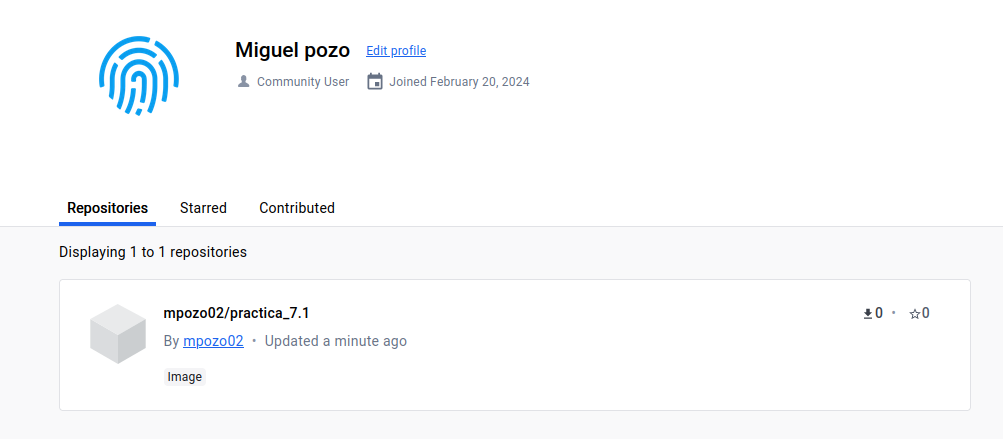 Miguel pozo Edit profile
Community User Joined February 20, 2024
Repositories Starred Contributed
Displaying 1 to 1 repositories
mpozo02/practica_7.1 0 • 0
By mpozo02 • Updated a minute ago
Image